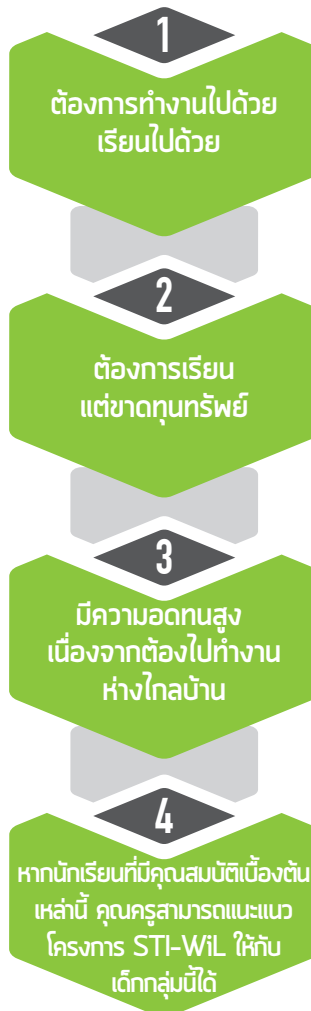 1
ต้องการทำงานไปด้วย
เรียนไปด้วย
2
ต้องการเรียน
แต่ขาดทุนทรัพย์
3
มีความอดทนสูง
เนื่องจากต้องไปทำงาน
ห่างไกลบ้าน
4
หากนักเรียนที่มีคุณสมบัติเบื้องต้น
เหล่านี้ คุณครูสามารถแนะแนว
โครงการ STI-WiL ให้กับ
เด็กกลุ่มนี้ได้